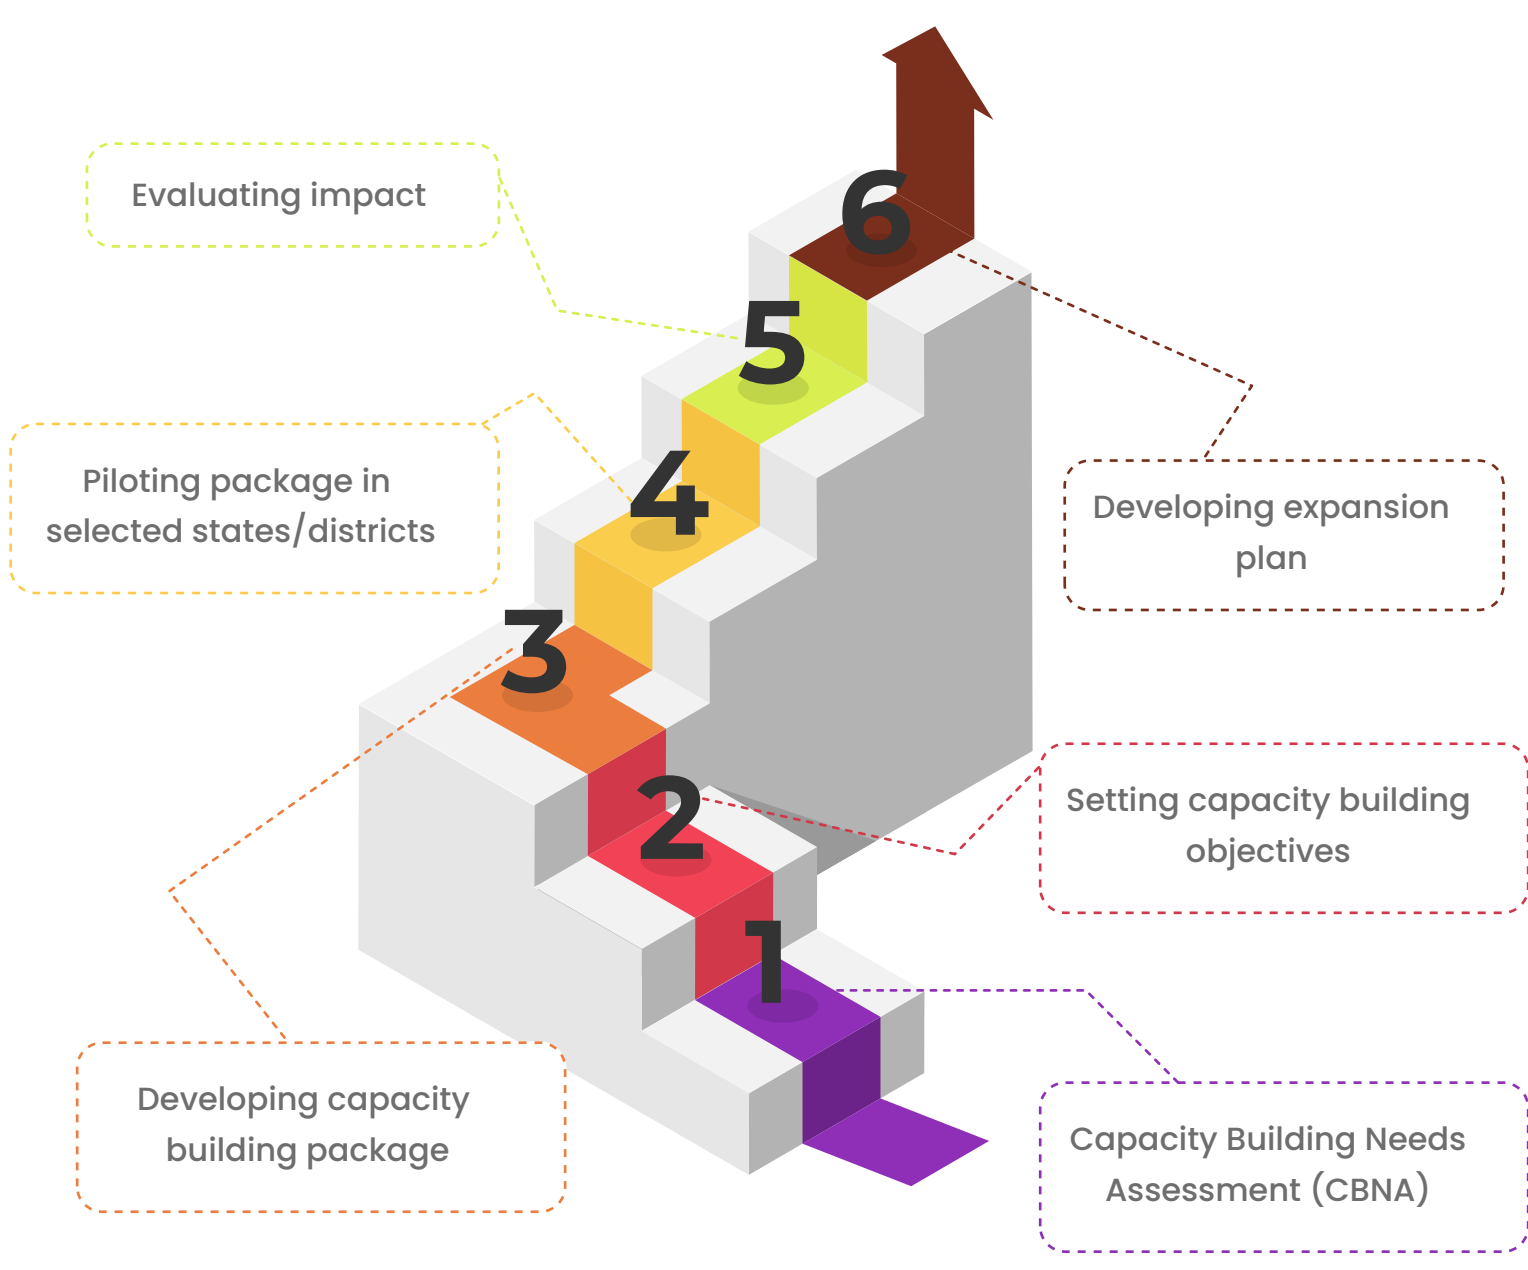 6
Evaluating impact
5
Piloting package in
selected states/districts
4
Developing expansion
plan
3
2
Setting capacity building
objectives
1
Developing capacity
building package
Capacity Building Needs
Assessment (CBNA)